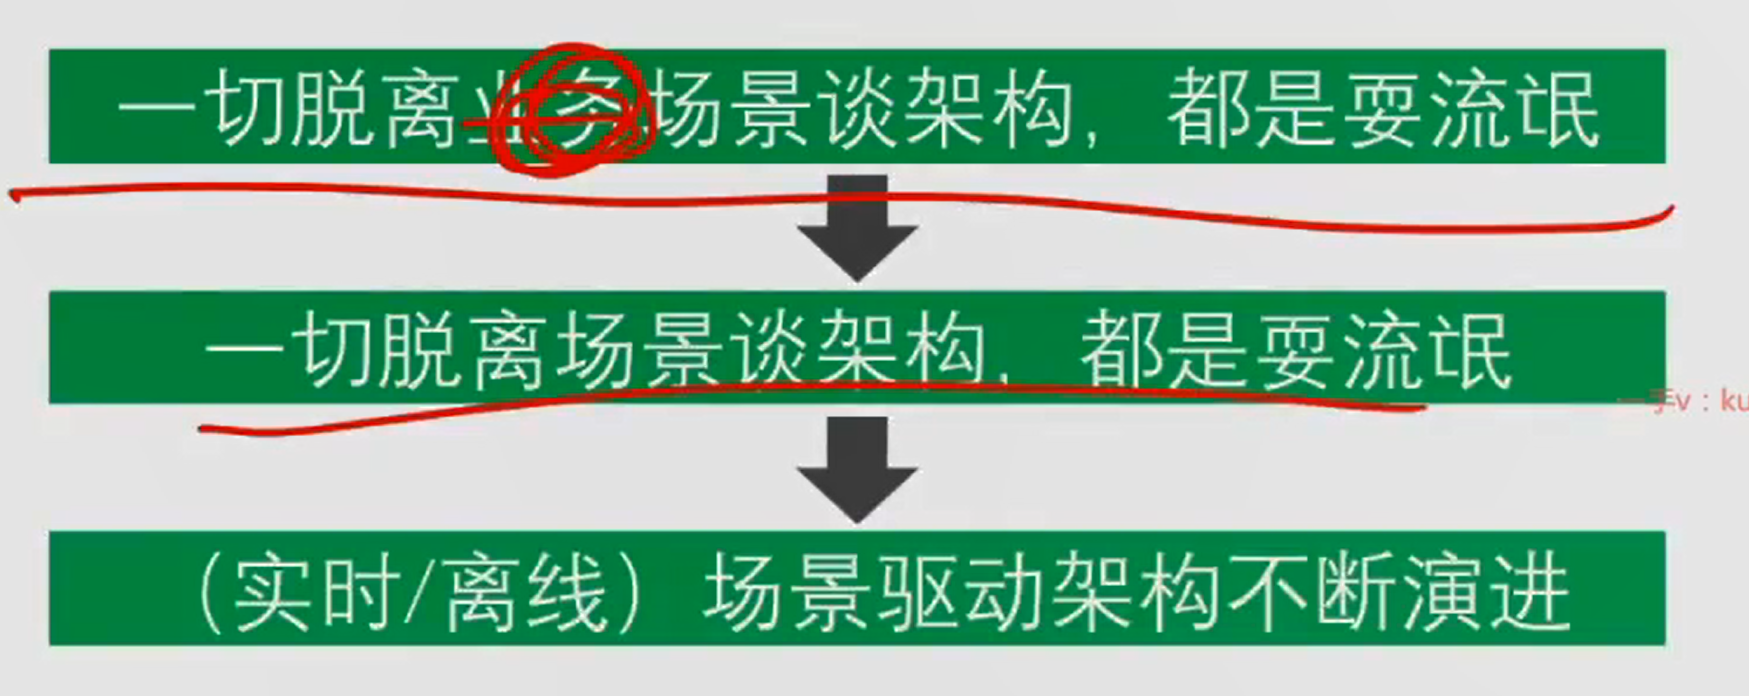 一切脱离业务场景谈架构，都是耍流氓
一切脱离场景谈架构，都是耍流氓
一手v：ku
（实时/离线）场景驱动架构不断演进